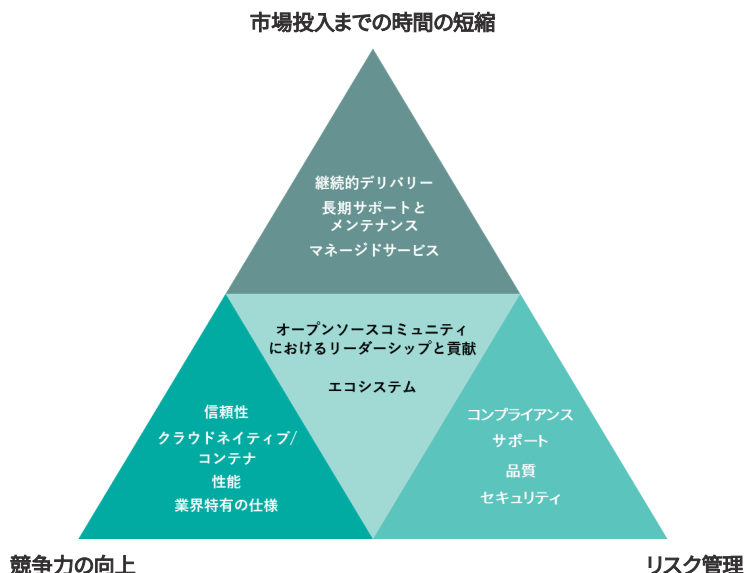 市場投入までの時間の短縮
継続的デリバリー
長期サポートと
メンテナンス
マネージドサービス
オープンソースコミュニティ
におけるリーダーシップと貢献
エコシステム
信頼性
クラウドネイティブ/
コンテナ
性能
業界特有の仕様
コンプライアンス
サポート
品質
セキュリティ
競争力の向上
リスク管理